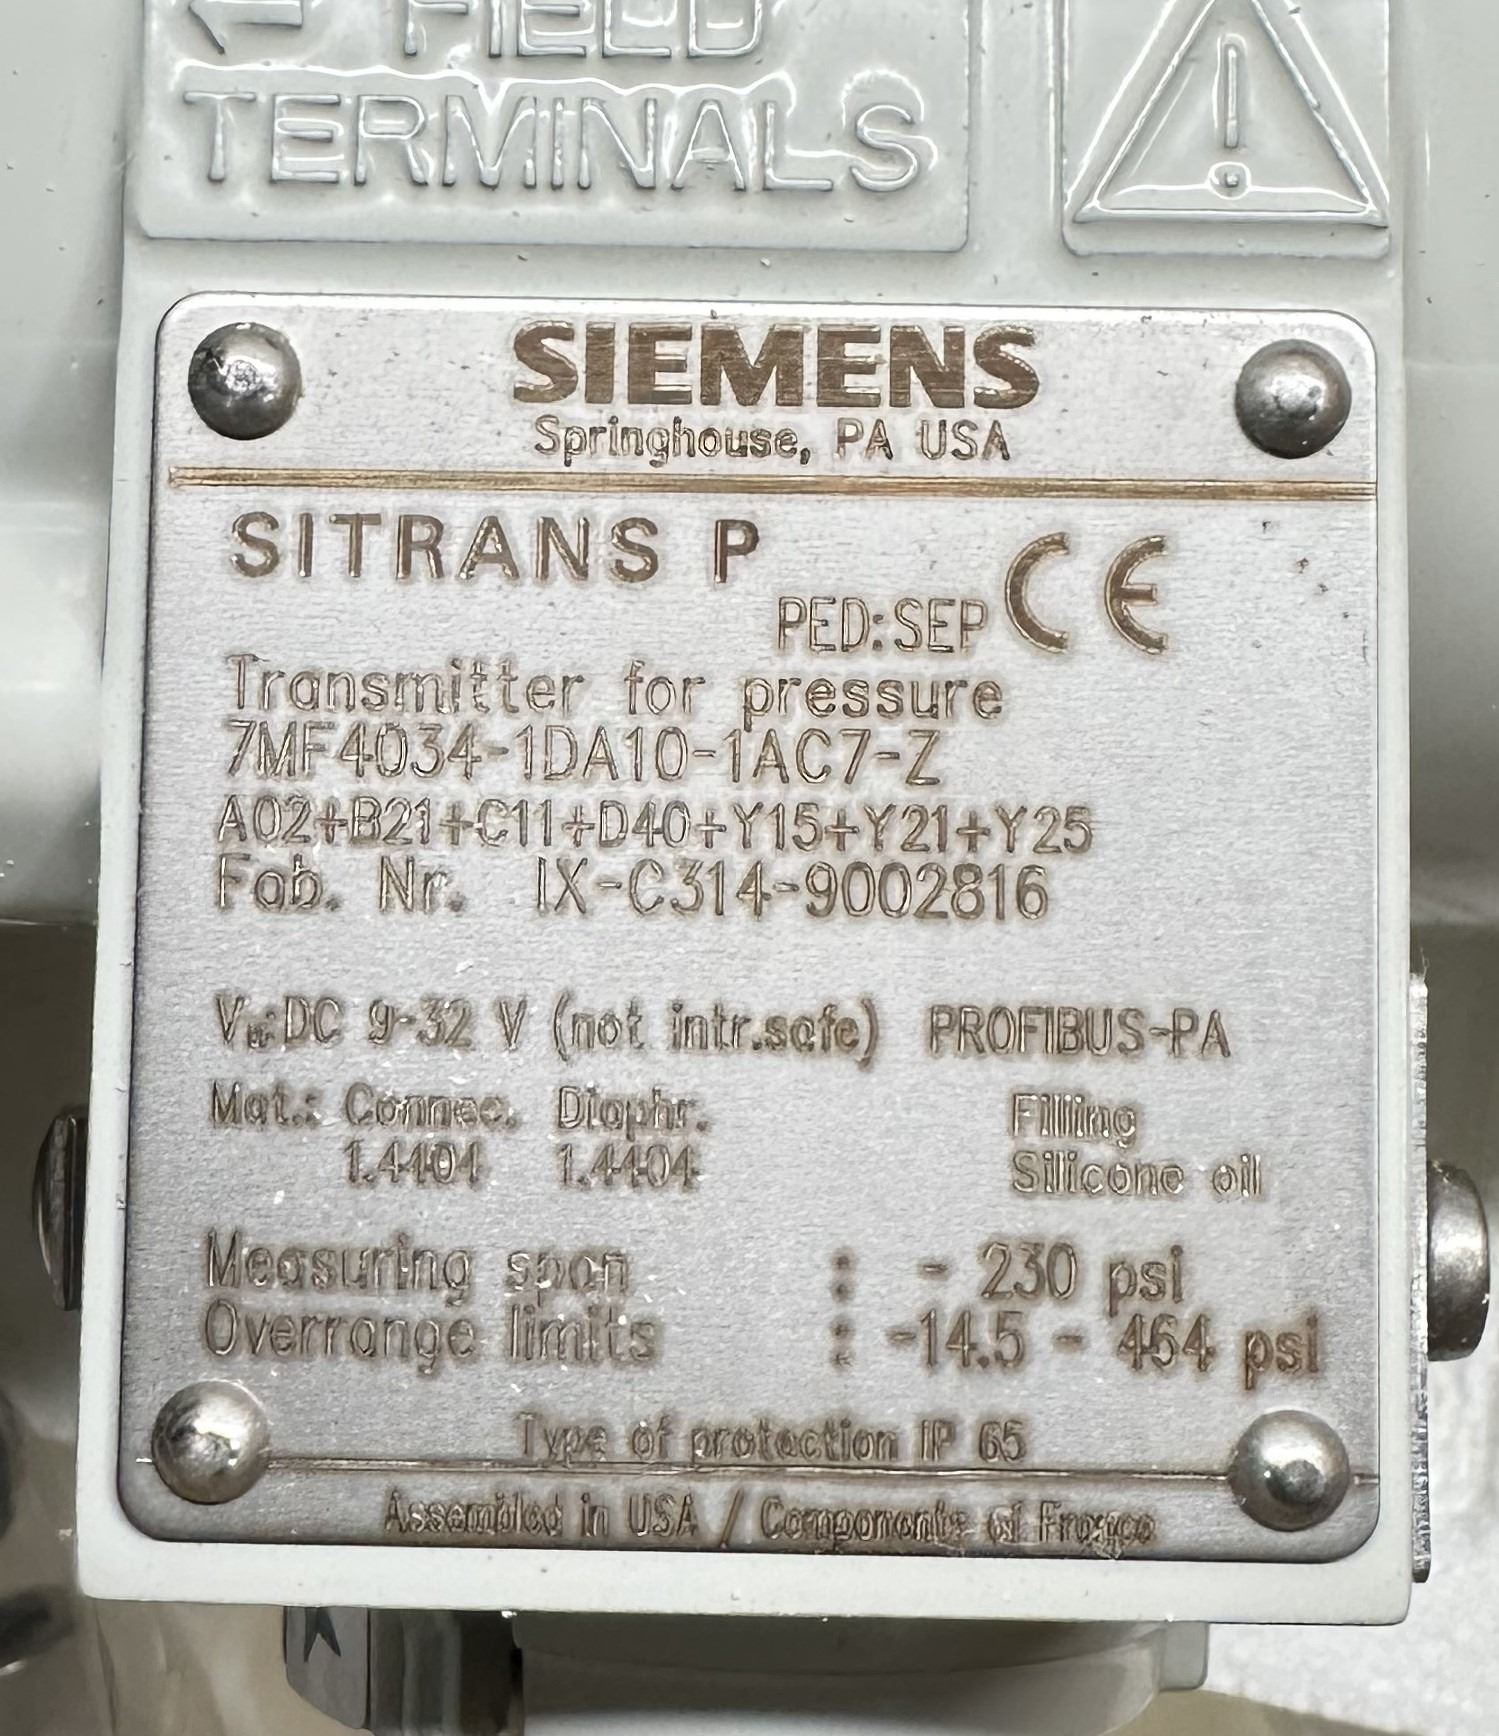 ← FIELD
TERMINALS
SIEMENS
Springhouse, PA USA
SITRANS P
PED:SEP CE
Transmitter for pressure
7MF4034-1DA10-1AC7-Z
A02+B21+C11+D40+Y15+Y21+Y25
Fab. Nr. IX-C314-9002816
VH:DC 9-32 V (not intr.safe) PROFIBUS-PA
Mat.: Connec. Diaphr. Filling
1.4404 1.4404 Silicone oil
Measuring span : - 230 psi
Overrange limits : -14.5 - 464 psi
Type of protection IP 65
Assembled in USA / Components of France